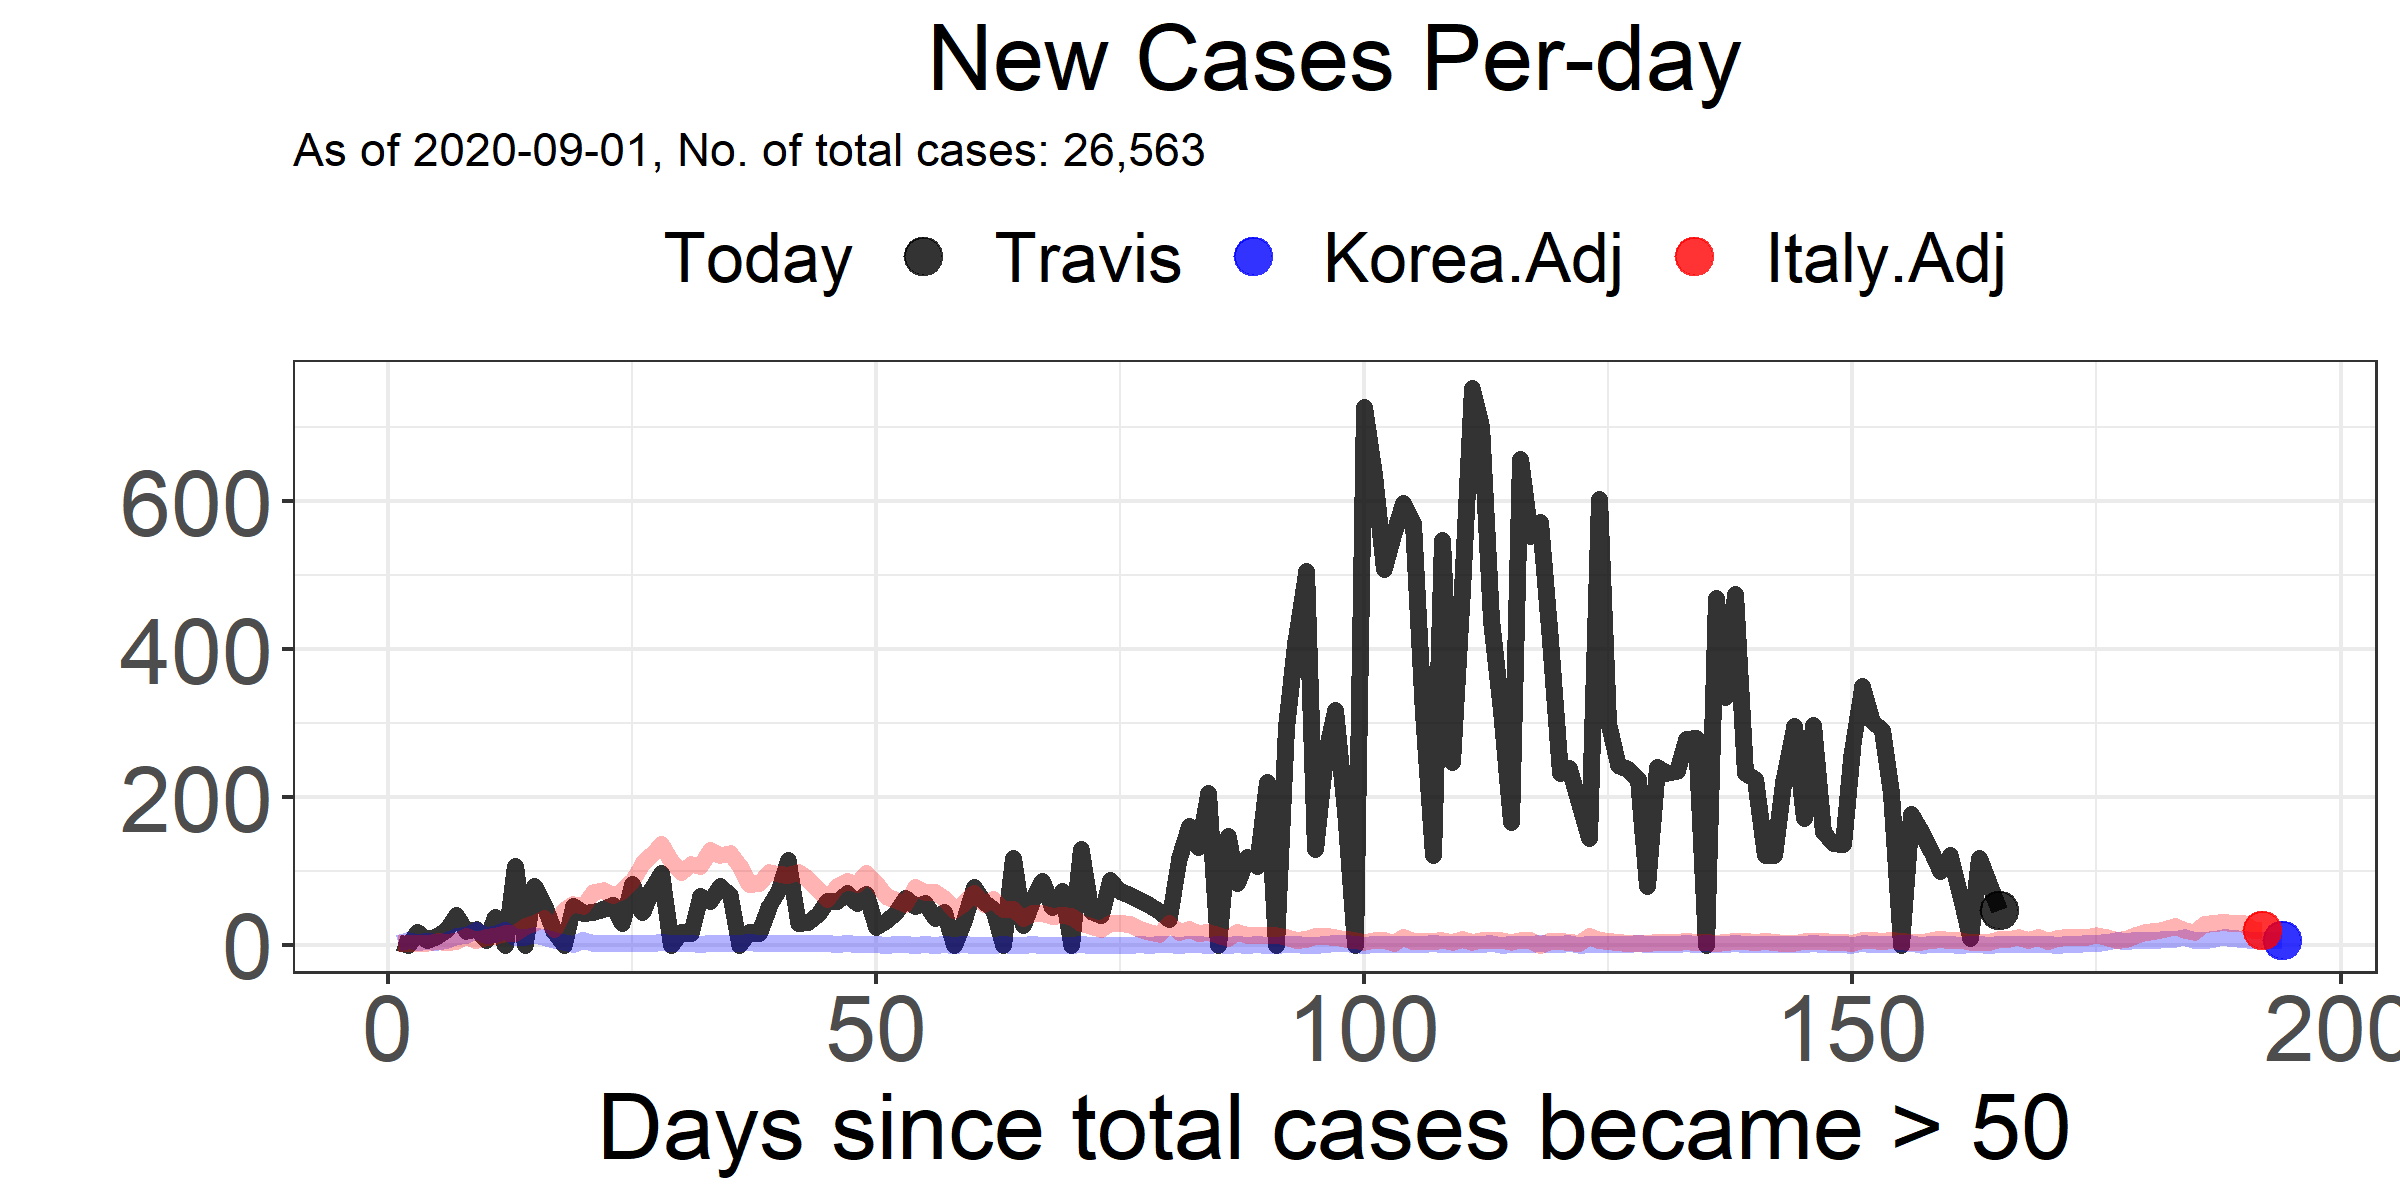 New Cases Per-day
As of 2020-09-01, No. of total cases: 26,563
Today Travis Korea.Adj Italy.Adj
600
400
200
0
0 50 100 150 200
Days since total cases became > 50